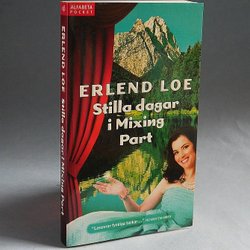 ALFABETA
POCKET
ERLEND LOE
Stilla dagar
i Mixing
Part
ERLEND LOE Stilla dagar i Mixing Part